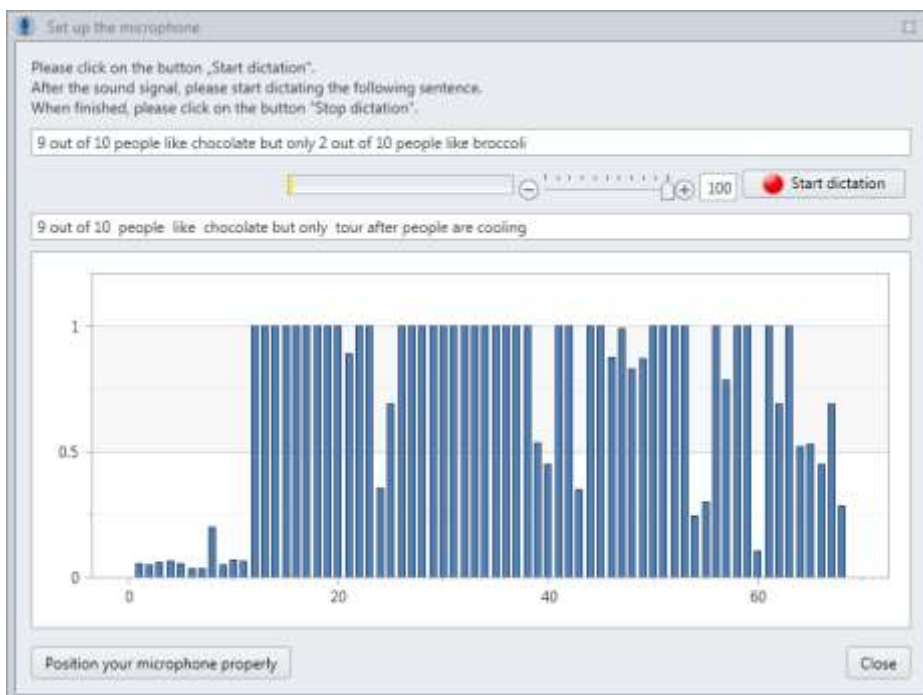 Set up the microphone
Please click on the button „Start dictation".
After the sound signal, please start dictating the following sentence.
When finished, please click on the button "Stop dictation".
9 out of 10 people like chocolate but only 2 out of 10 people like broccoli
100 Start dictation
9 out of 10 people like chocolate but only tour after people are cooling
1
0.5
0
0 20 40 60
Position your microphone properly Close